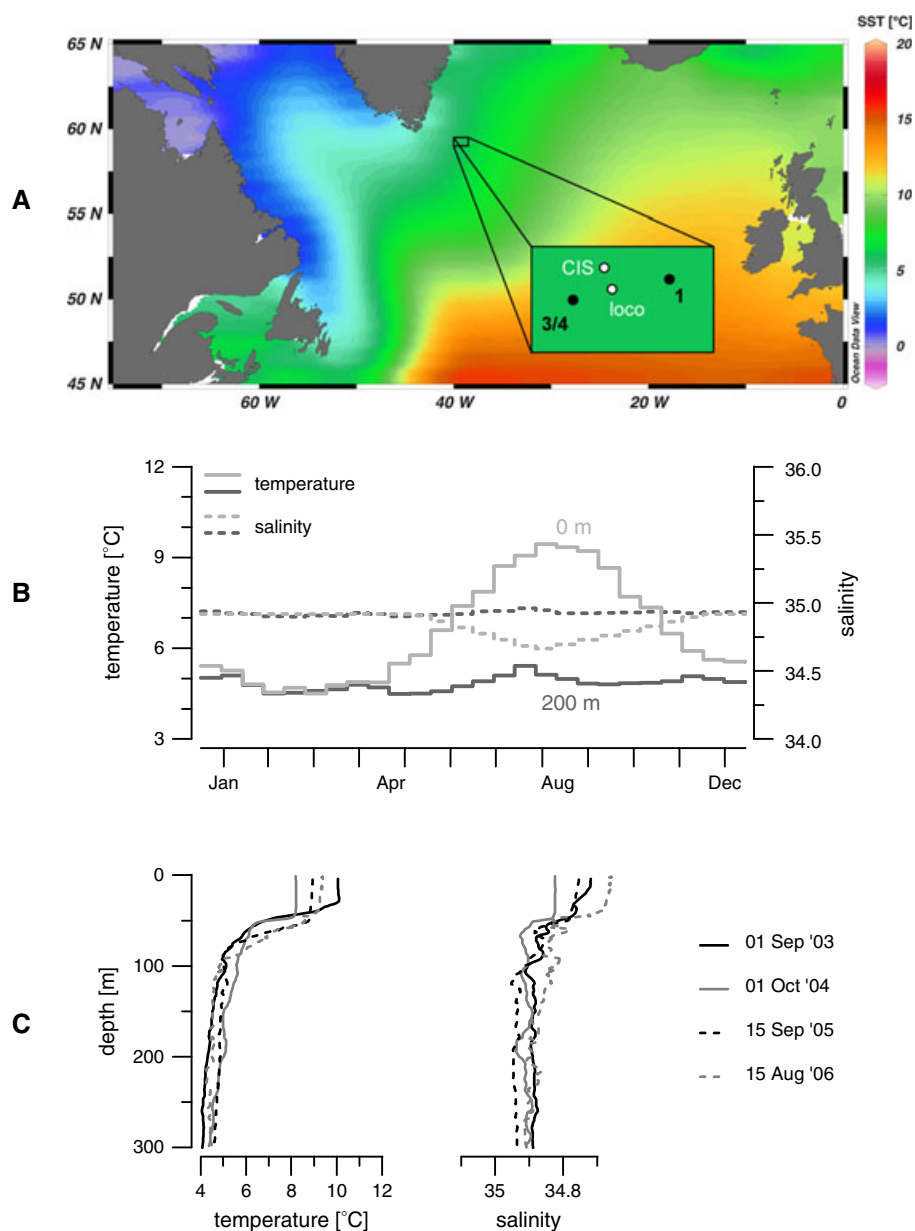 SST [°C]
A
65 N
60 N
55 N
50 N
45 N
60 W
40 W
20 W
0
CIS
loco
1
3/4
20
15
10
5
0
Ocean Data View
B
temperature
salinity
0 m
200 m
12
9
6
3
temperature [°C]
36.0
35.5
35.0
34.5
34.0
salinity
Jan
Apr
Aug
Dec
C
0
100
200
300
depth [m]
4
6
8
10
12
temperature [°C]
35
34.8
salinity
01 Sep '03
01 Oct '04
15 Sep '05
15 Aug '06